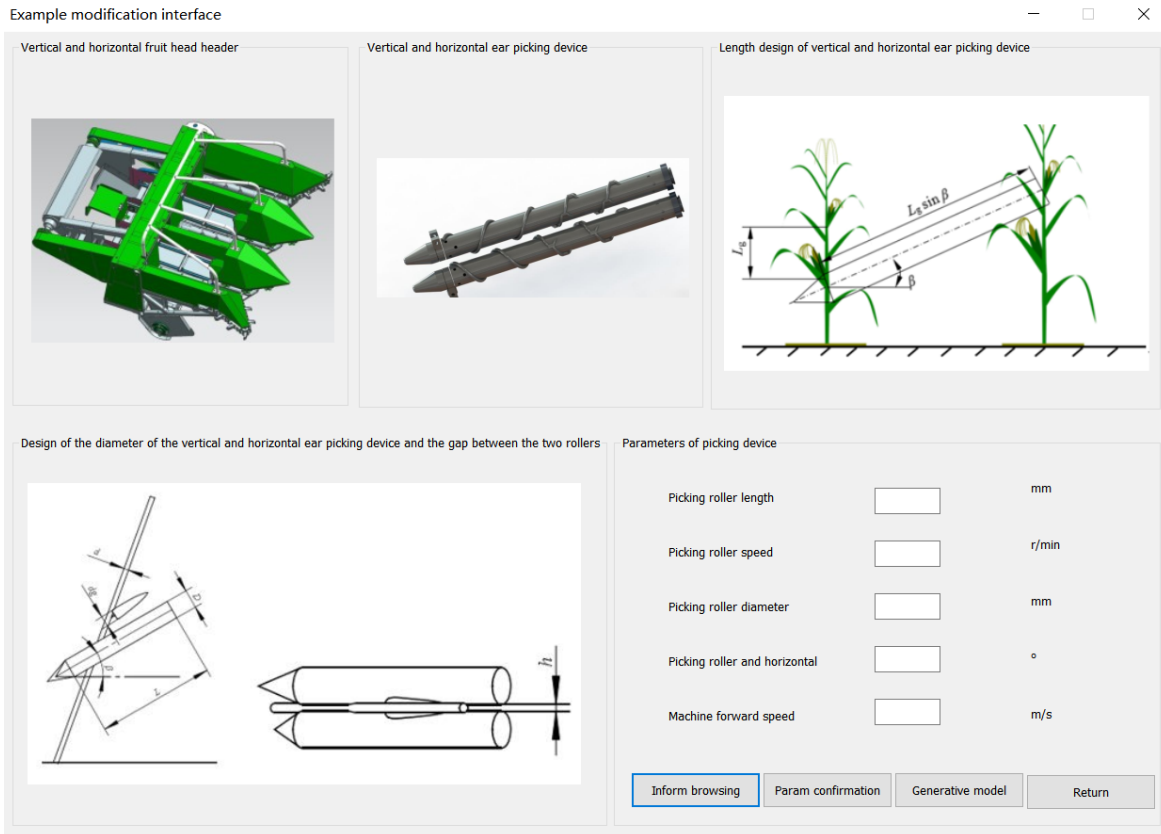 Example modification interface
Vertical and horizontal fruit head header
Vertical and horizontal ear picking device
Length design of vertical and horizontal ear picking device
L_g sin β
L_g
β
Design of the diameter of the vertical and horizontal ear picking device and the gap between the two rollers
d
dg
D
β
L
h
Parameters of picking device
Picking roller length mm
Picking roller speed r/min
Picking roller diameter mm
Picking roller and horizontal °
Machine forward speed m/s
Inform browsing Param confirmation Generative model Return